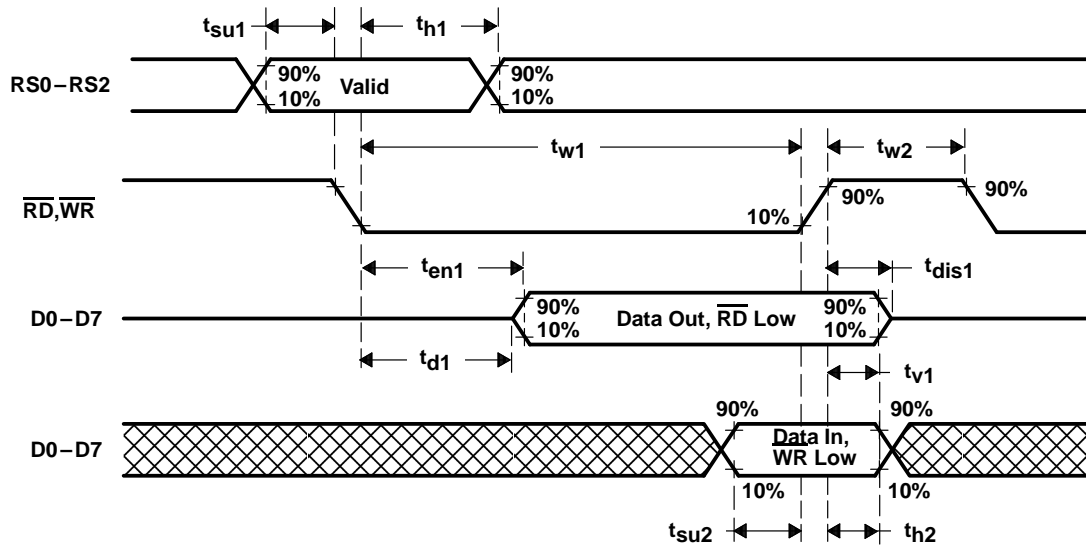 tsu1 th1
RS0–RS2
90% Valid 90%
10% 10%
tw1 tw2
RD,WR
10% 90% 90%
ten1 tdis1
D0–D7
90% Data Out, RD Low 90%
10% 10%
td1 tv1
90% 90%
D0–D7
Data In,
WR Low
10% 10%
tsu2 th2